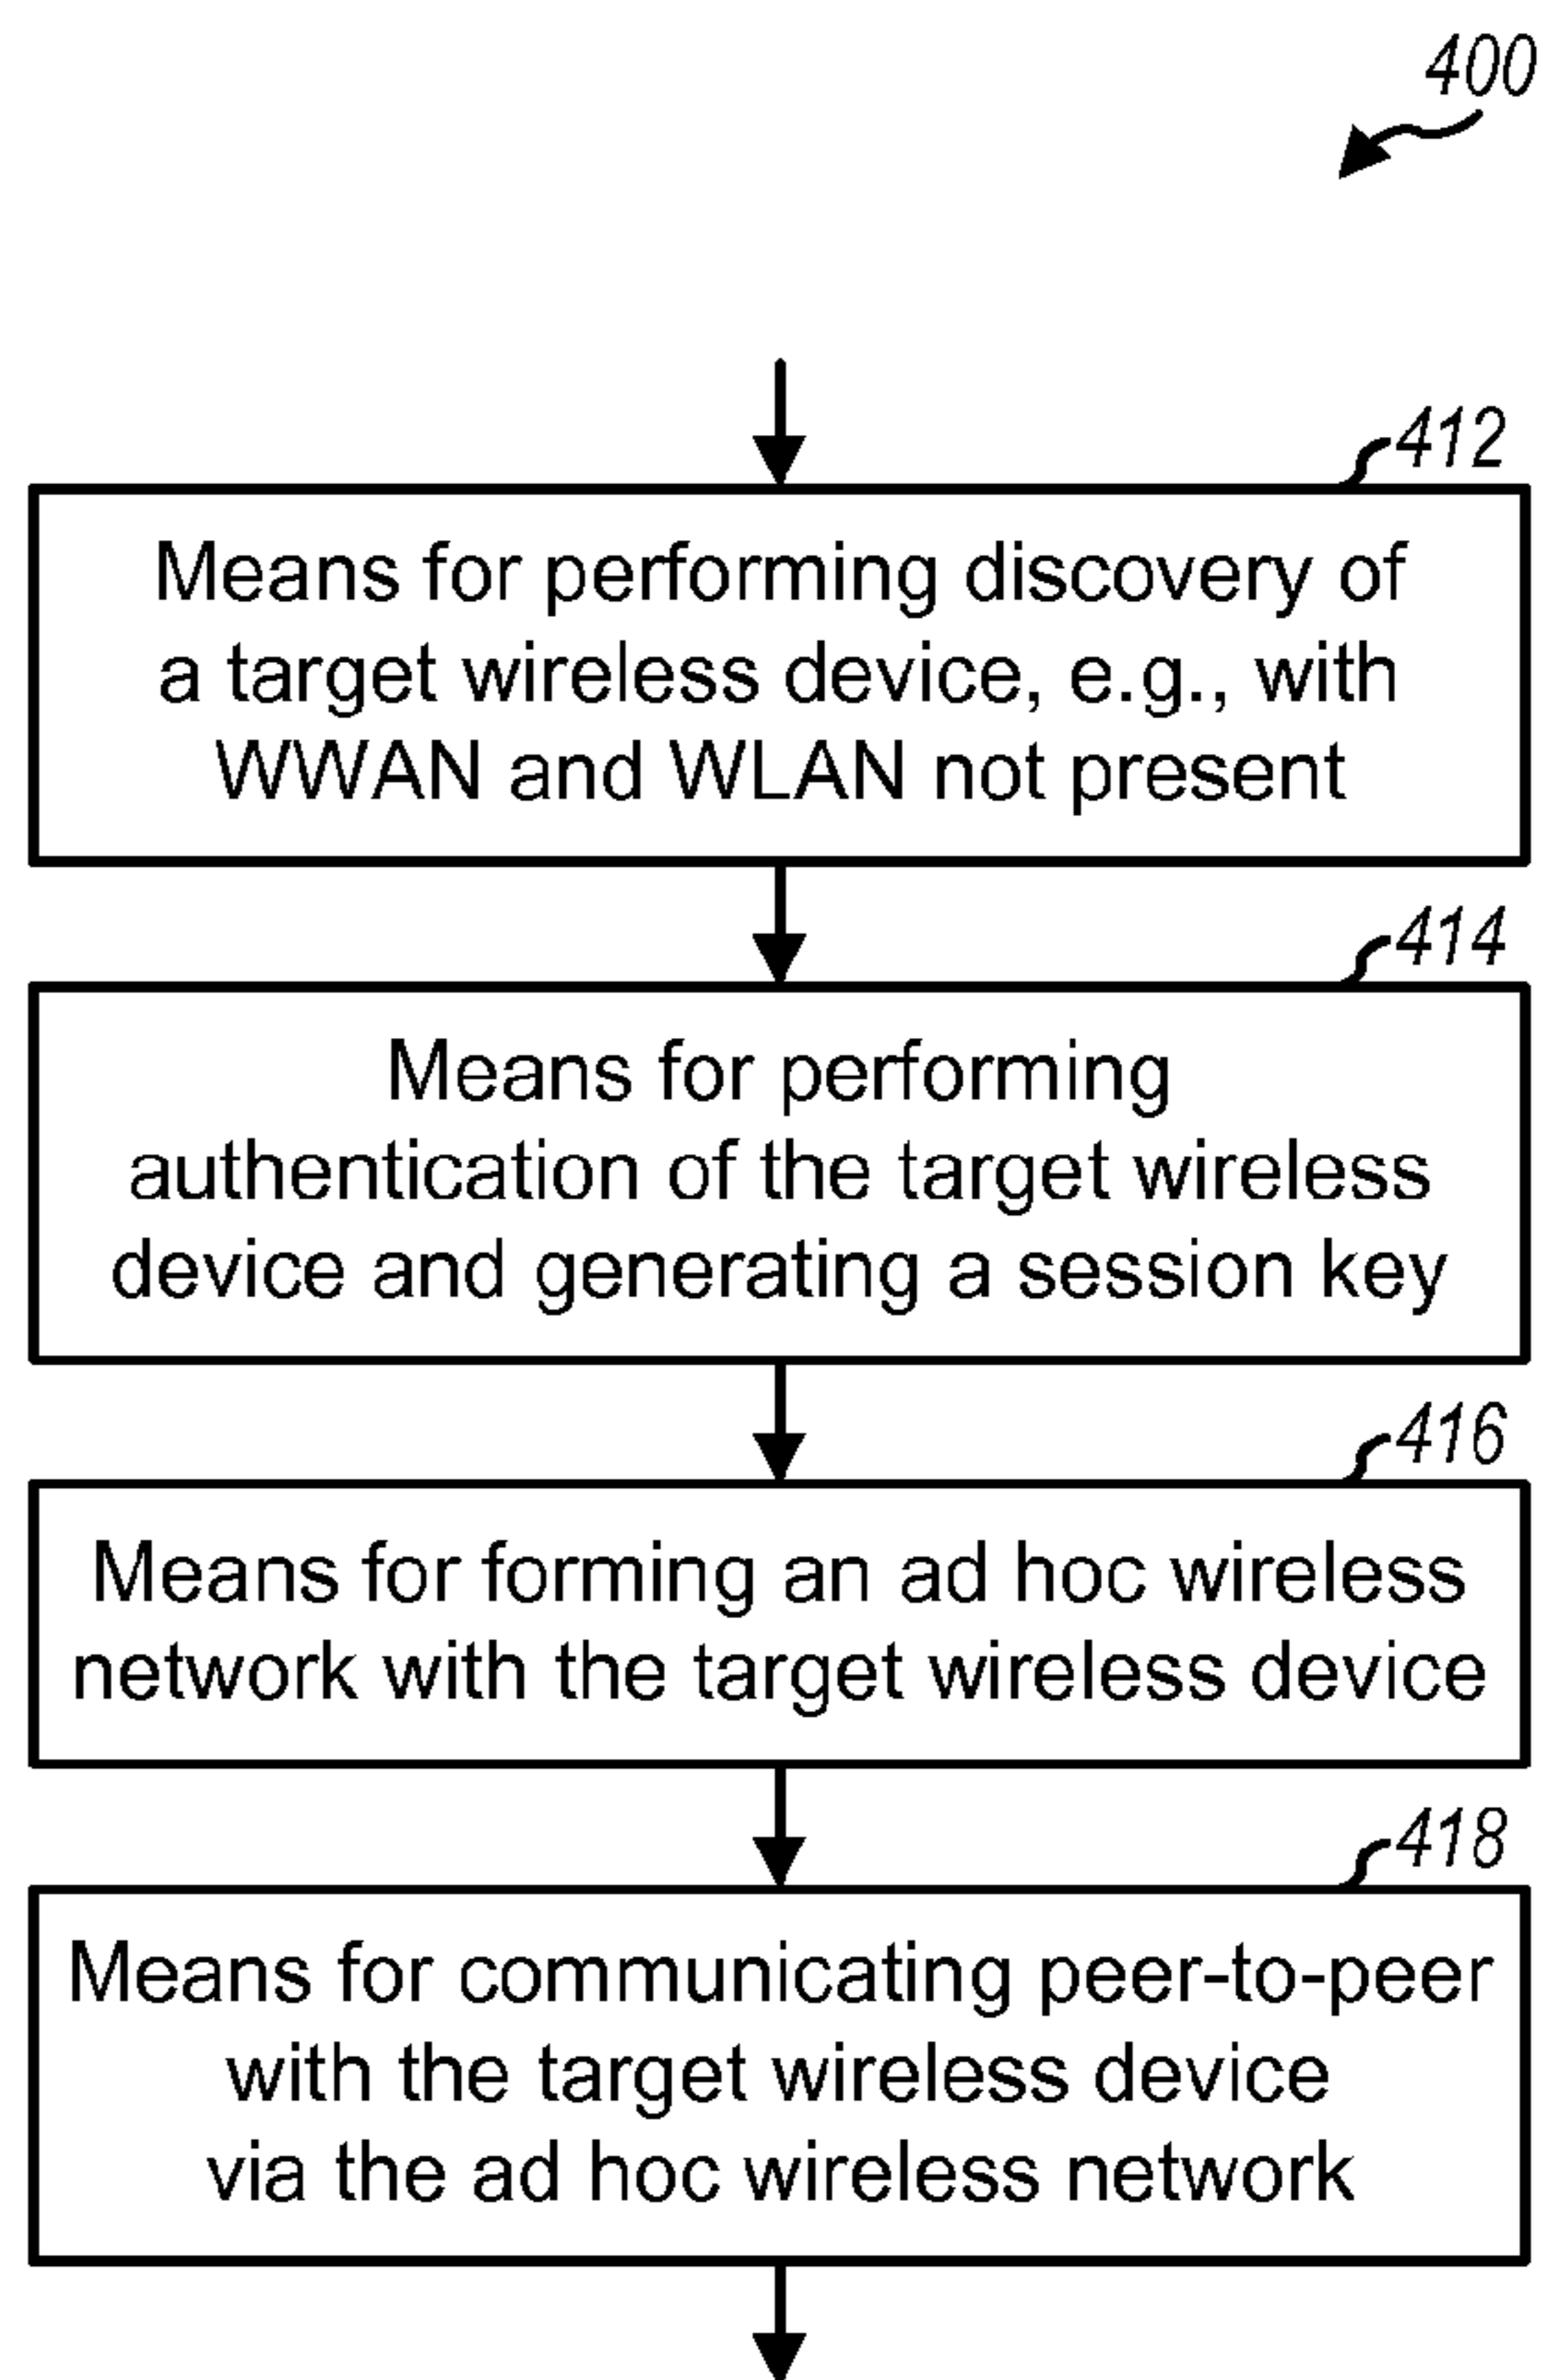 400
412
Means for performing discovery of
a target wireless device, e.g., with
WWAN and WLAN not present
414
Means for performing
authentication of the target wireless
device and generating a session key
416
Means for forming an ad hoc wireless
network with the target wireless device
418
Means for communicating peer-to-peer
with the target wireless device
via the ad hoc wireless network